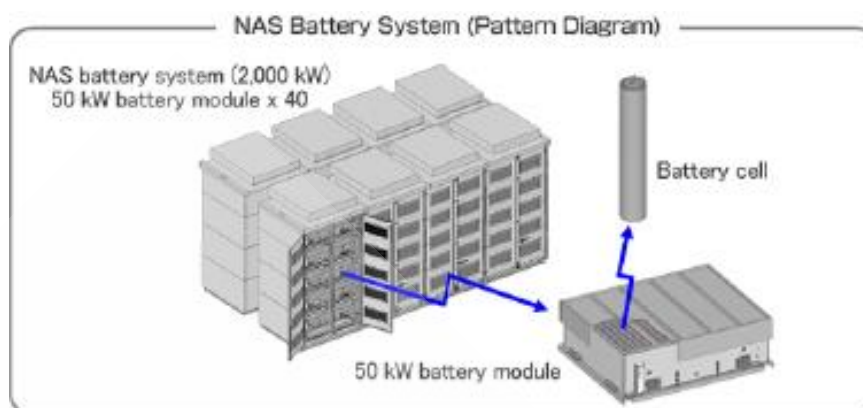 NAS Battery System (Pattern Diagram)
NAS battery system (2,000 kW)
50 kW battery module x 40
Battery cell
50 kW battery module